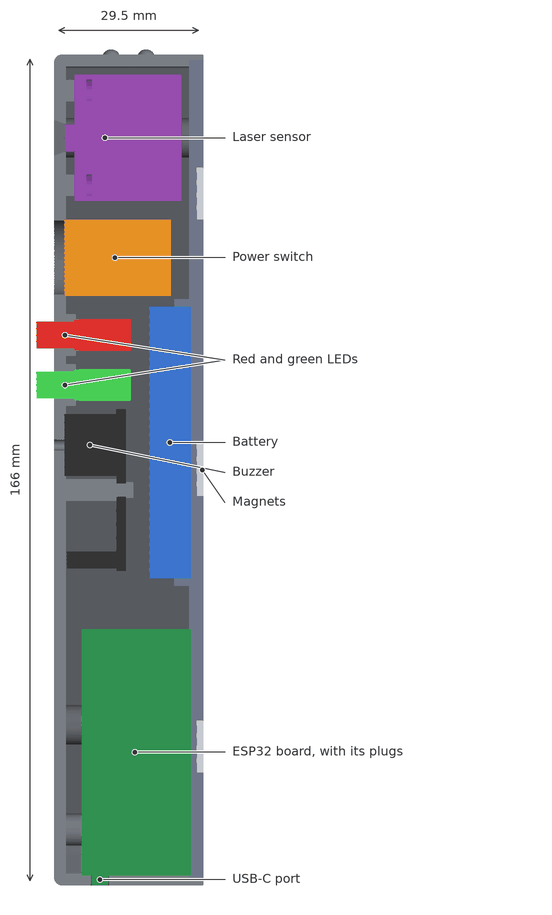 29.5 mm
Laser sensor
Power switch
Red and green LEDs
Battery
166 mm
Buzzer
Magnets
ESP32 board, with its plugs
USB-C port